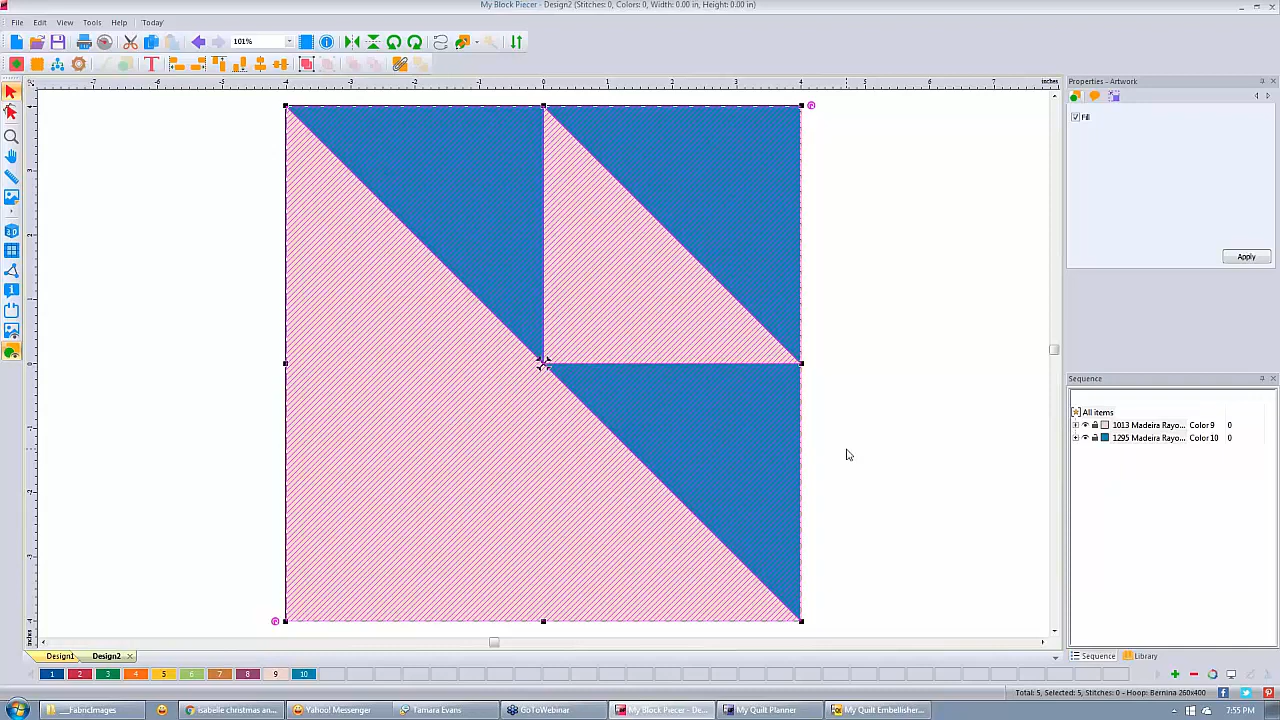 My Block Piecer - Design2 (Stitches: 0, Colors: 0, Width: 0.00 in, Height: 0.00 in)
File Edit View Tools Help Today
101%
inches
Properties - Artwork
Fill
Apply
Sequence
All items
1013 Madeira Rayo... Color 9 0
1295 Madeira Rayo... Color 10 0
Design1 Design2
Sequence Library
1 2 3 4 5 6 7 8 9 10
Total: 5, Selected: 5, Stitches: 0 - Hoop: Bernina 260x400
__FabricImages isabelle christmas an... Yahoo! Messenger Tamara Evans GoToWebinar My Block Piecer - De... My Quilt Planner My Quilt Embellisher... 7:55 PM